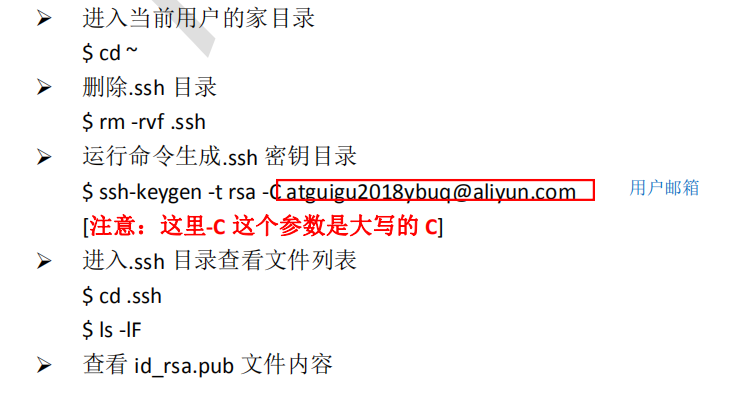 ➢ 进入当前用户的家目录
$ cd ~
➢ 删除.ssh 目录
$ rm -rvf .ssh
➢ 运行命令生成.ssh 密钥目录
$ ssh-keygen -t rsa -C atguigu2018ybuq@aliyun.com 用户邮箱
[注意：这里-C 这个参数是大写的 C]
➢ 进入.ssh 目录查看文件列表
$ cd .ssh
$ ls -lF
➢ 查看 id_rsa.pub 文件内容